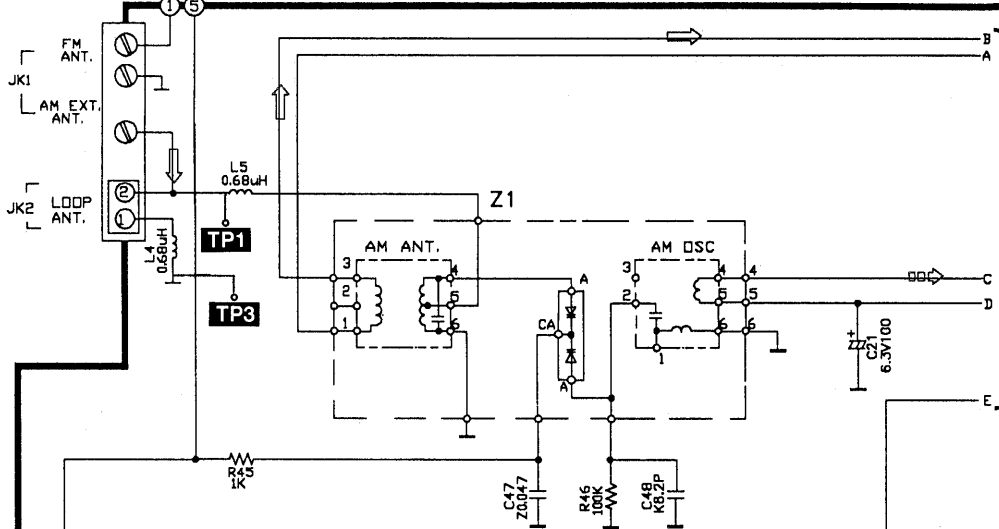 1 5
FM
ANT.
JK1
AM EXT.
ANT.
JK2
LOOP
ANT.
2
1
L5
0.68uH
L4
0.68uH
TP1
TP3
Z1
AM ANT.
3
2
1
4
5
6
A
CA
A
AM OSC
3
2
1
4
5
6
4
5
6
B
A
C
D
E
C21
6.3V100
R45
1K
C47
Z0.047
R46
100K
C48
K8.2P